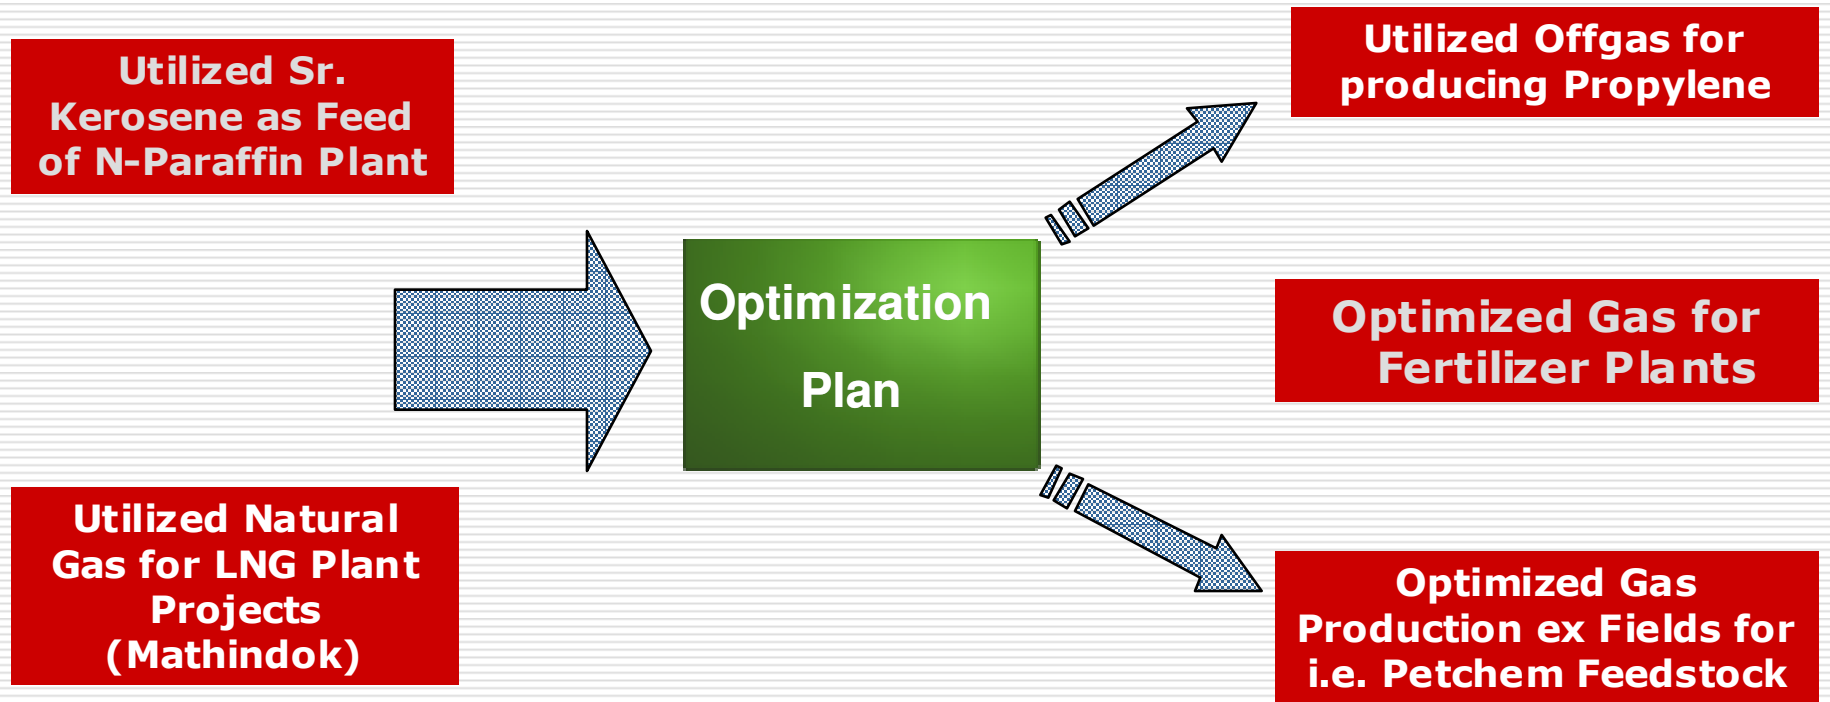 Utilized Sr.
Kerosene as Feed
of N-Paraffin Plant
Utilized Natural
Gas for LNG Plant
Projects
(Mathindok)
Optimization
Plan
Utilized Offgas for
producing Propylene
Optimized Gas for
Fertilizer Plants
Optimized Gas
Production ex Fields for
i.e. Petchem Feedstock